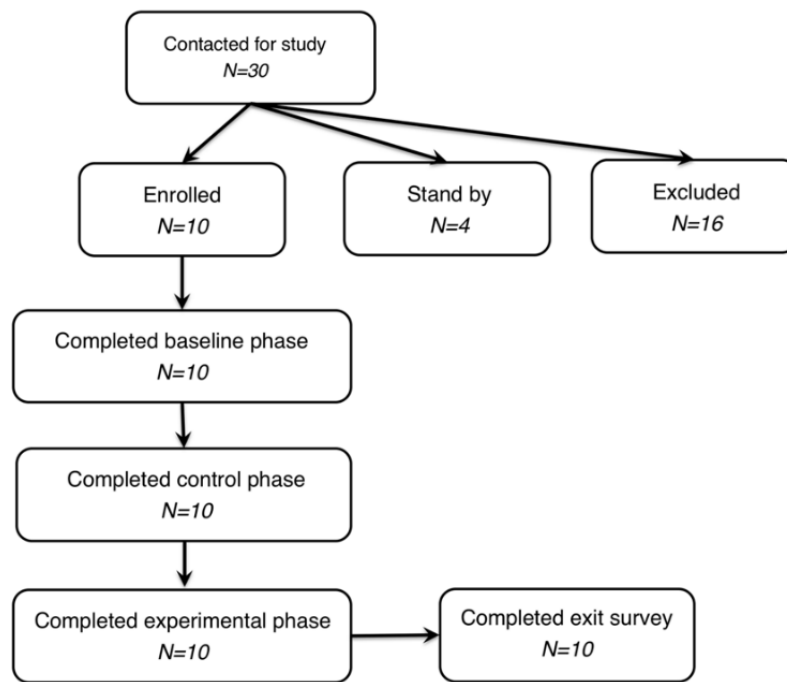 Contacted for study
N=30
Enrolled
N=10
Stand by
N=4
Excluded
N=16
Completed baseline phase
N=10
Completed control phase
N=10
Completed experimental phase
N=10
Completed exit survey
N=10